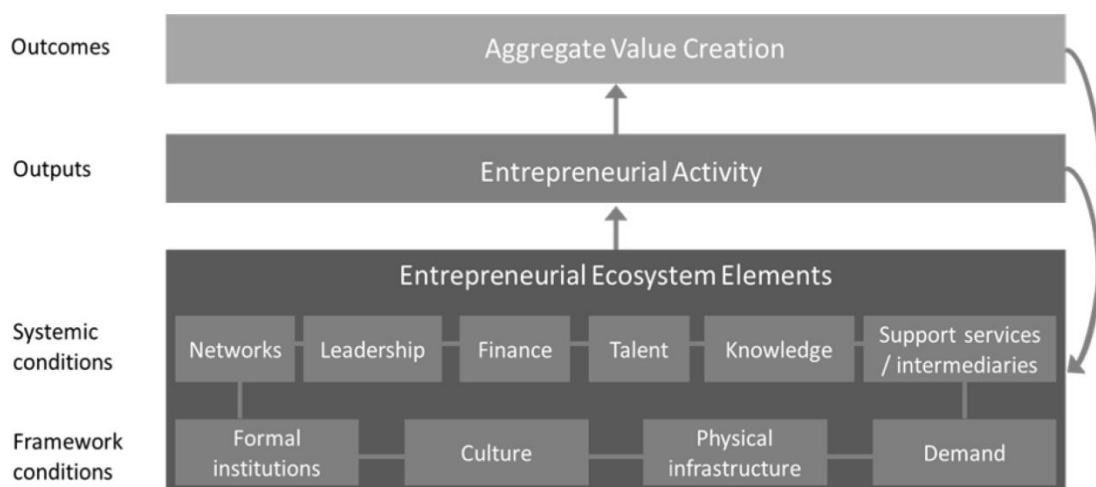 Outcomes
Aggregate Value Creation
Outputs
Entrepreneurial Activity
Entrepreneurial Ecosystem Elements
Systemic
conditions
Networks
Leadership
Finance
Talent
Knowledge
Support services
/ intermediaries
Framework
conditions
Formal
institutions
Culture
Physical
infrastructure
Demand